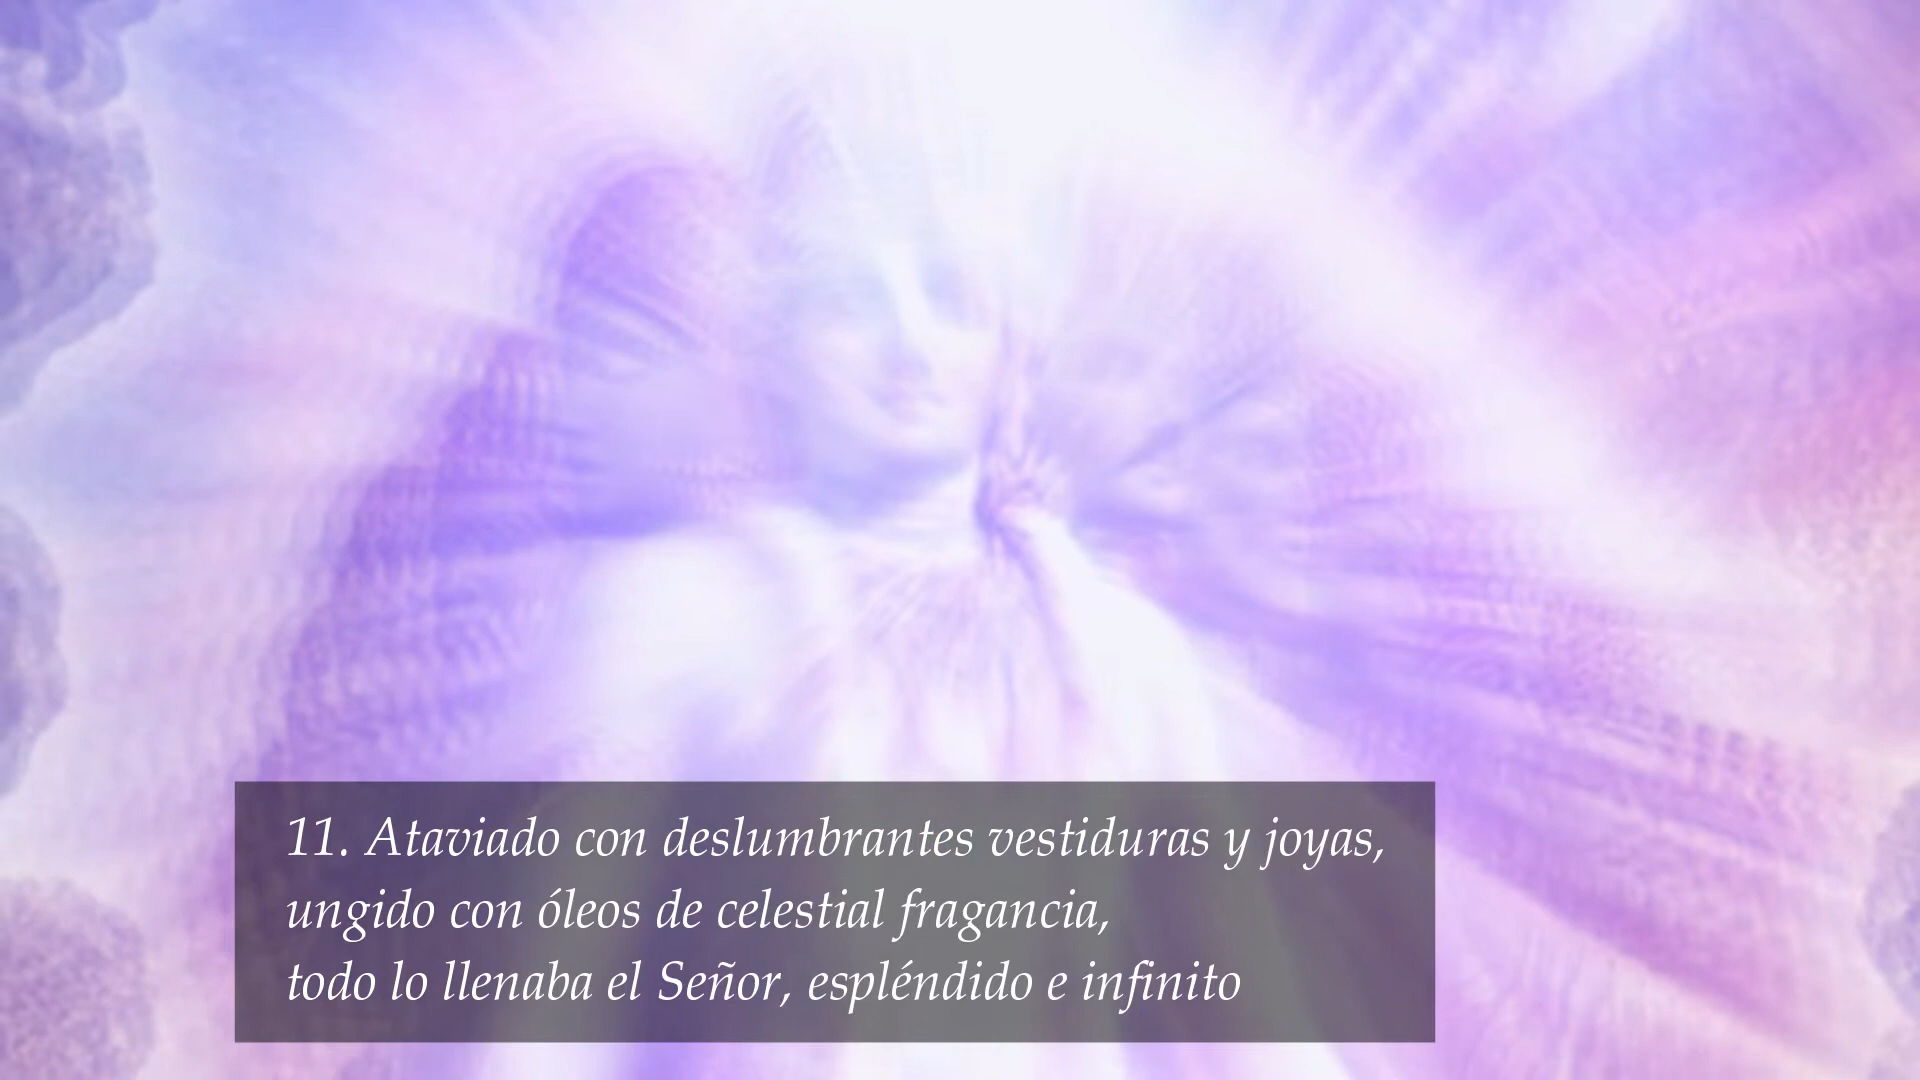 11. Ataviado con deslumbrantes vestiduras y joyas,
ungido con óleos de celestial fragancia,
todo lo llenaba el Señor, espléndido e infinito